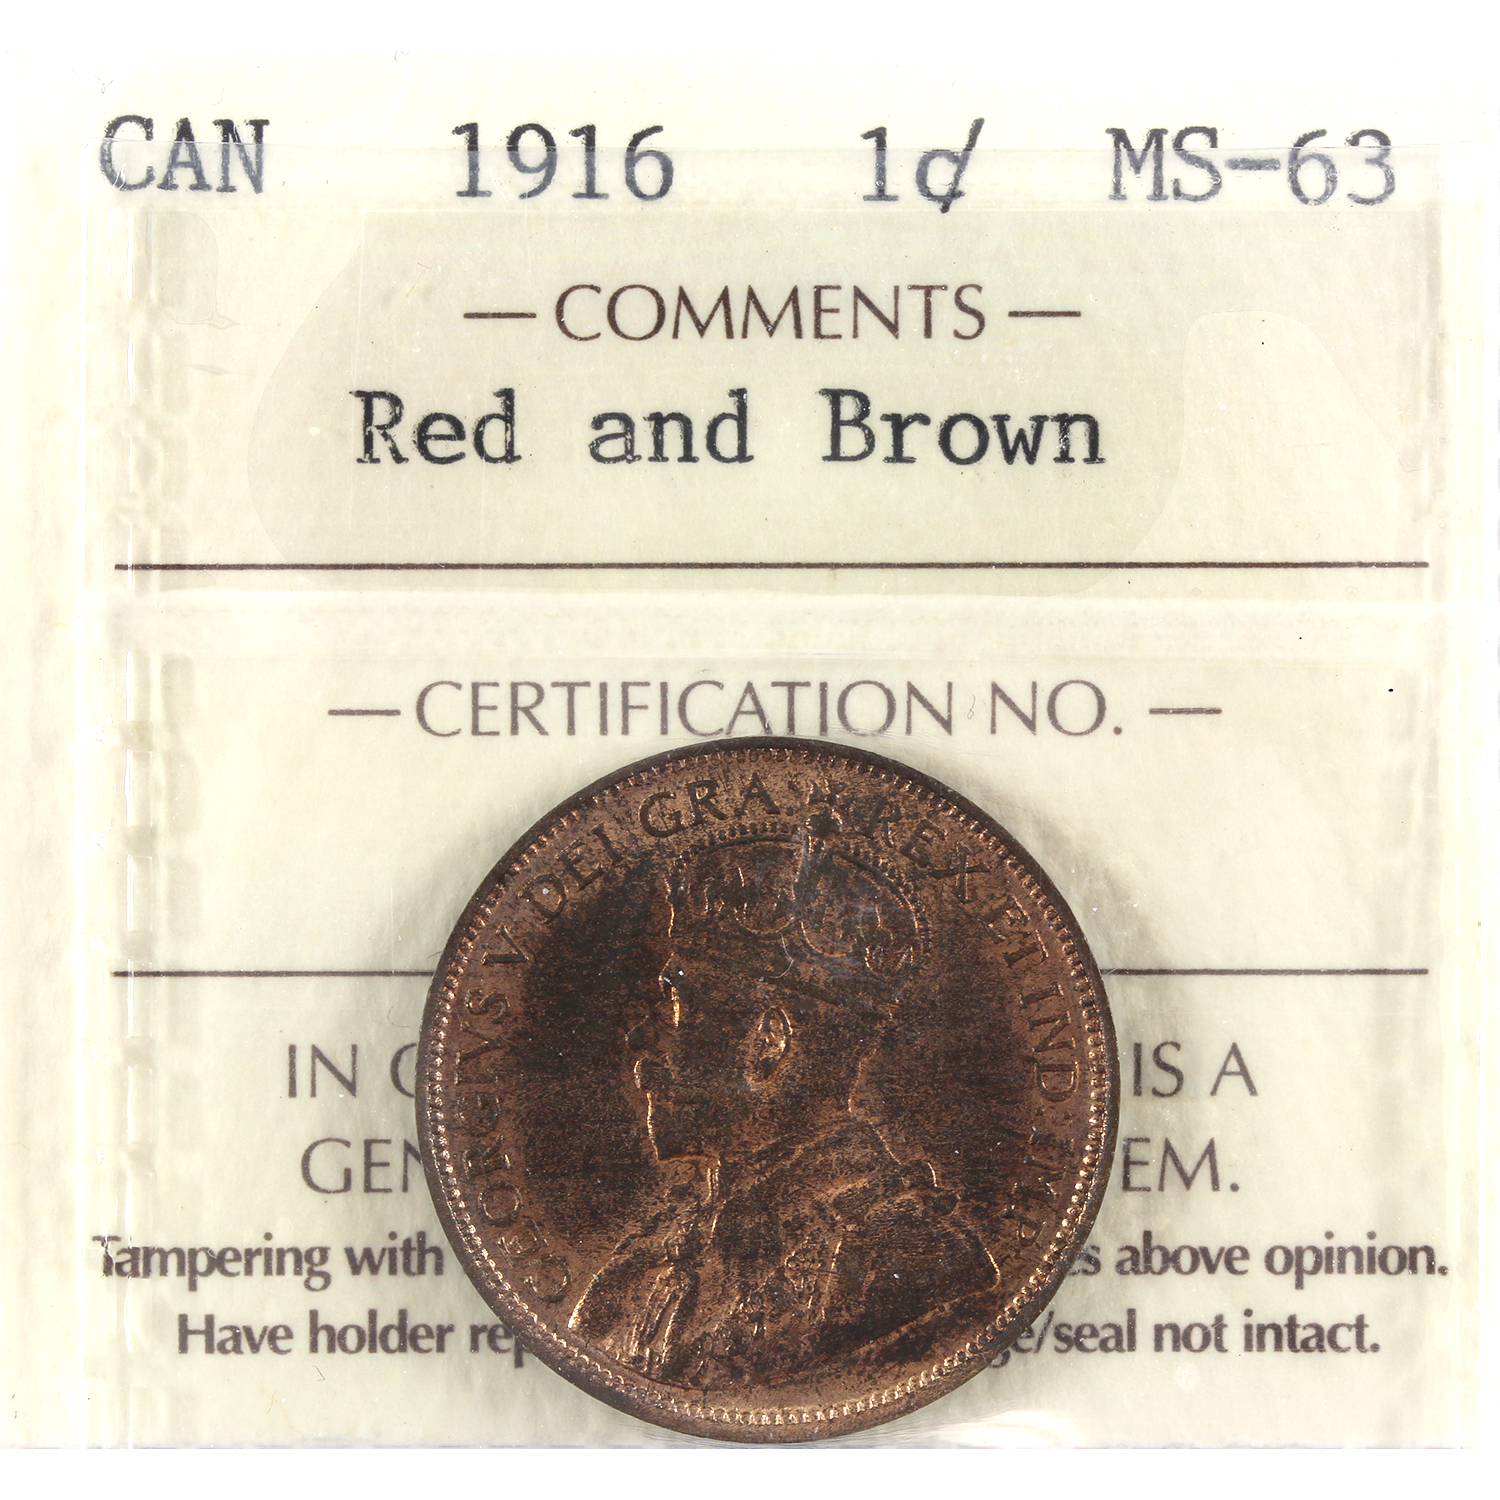 CAN 1916 1¢ MS-63
— COMMENTS —
Red and Brown
— CERTIFICATION NO. —
GEORGIVS V DEI GRA: REX ET IND: IMP:
IN IS A
EM.
Tampering with above opinion.
Have holder /seal not intact.